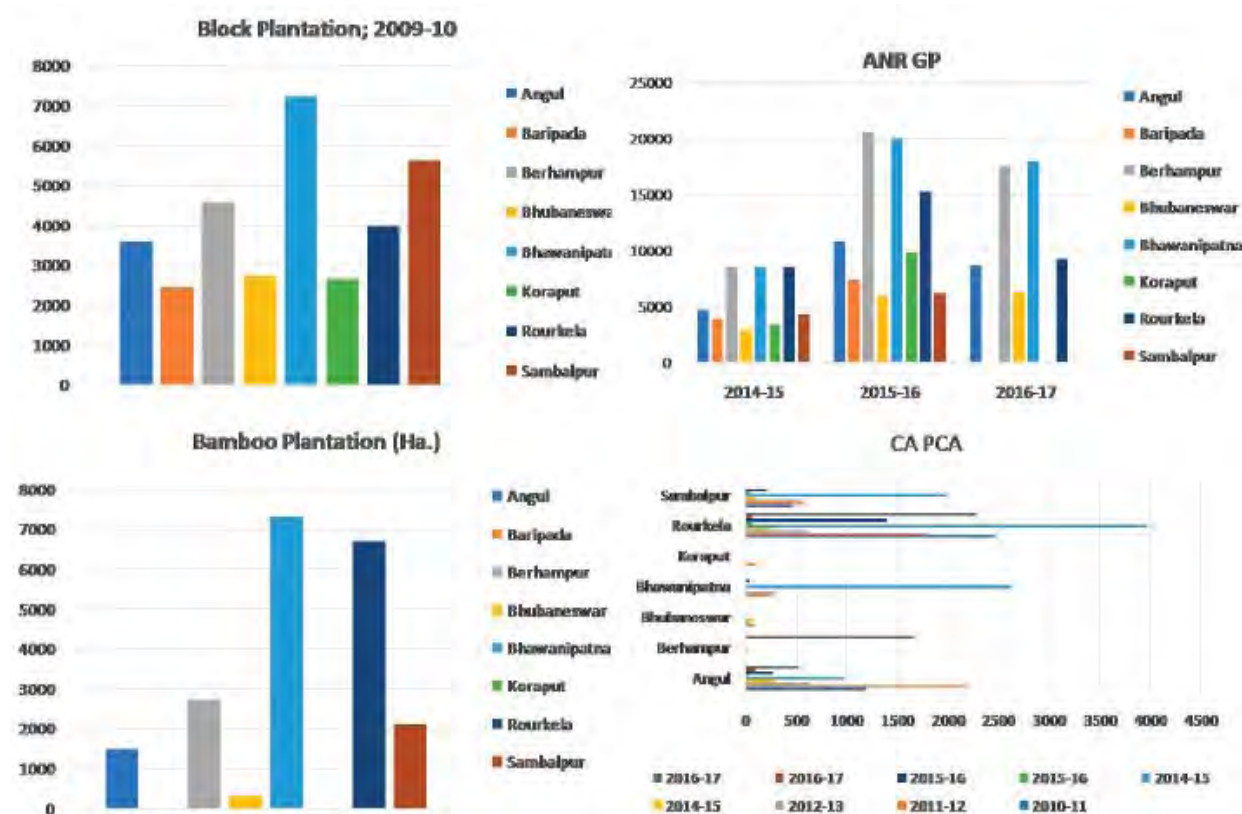 Block Plantation; 2009-10
8000
7000
6000
5000
4000
3000
2000
1000
0
Angul
Baripada
Berhampur
Bhubaneswa
Bhawanipatn
Koraput
Rourkela
Sambalpur
ANR GP
25000
20000
15000
10000
5000
0
2014-15
2015-16
2016-17
Angul
Baripada
Berhampur
Bhubaneswar
Bhawanipatna
Koraput
Rourkela
Sambalpur
Bamboo Plantation (Ha.)
8000
7000
6000
5000
4000
3000
2000
1000
0
Angul
Baripada
Berhampur
Bhubaneswar
Bhawanipatna
Koraput
Rourkela
Sambalpur
CA PCA
Sambalpur
Rourkela
Koraput
Bhawanipatna
Bhubaneswar
Berhampur
Angul
0 500 1000 1500 2000 2500 3000 3500 4000 4500
2016-17 2016-17 2015-16 2015-16 2014-15
2014-15 2012-13 2011-12 2010-11